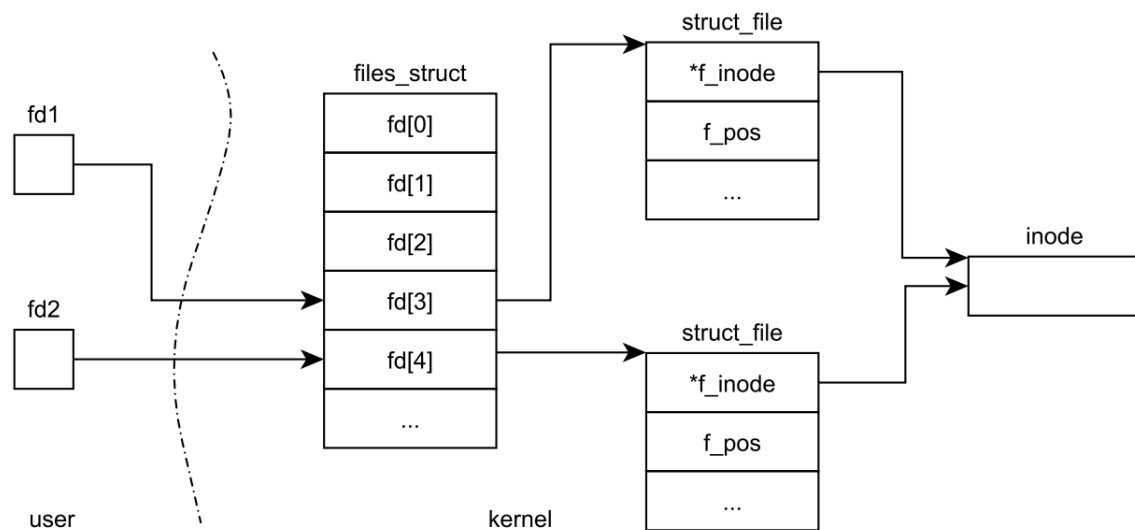 fd1
fd2
user
files_struct
fd[0]
fd[1]
fd[2]
fd[3]
fd[4]
...
kernel
struct_file
*f_inode
f_pos
...
struct_file
*f_inode
f_pos
...
inode